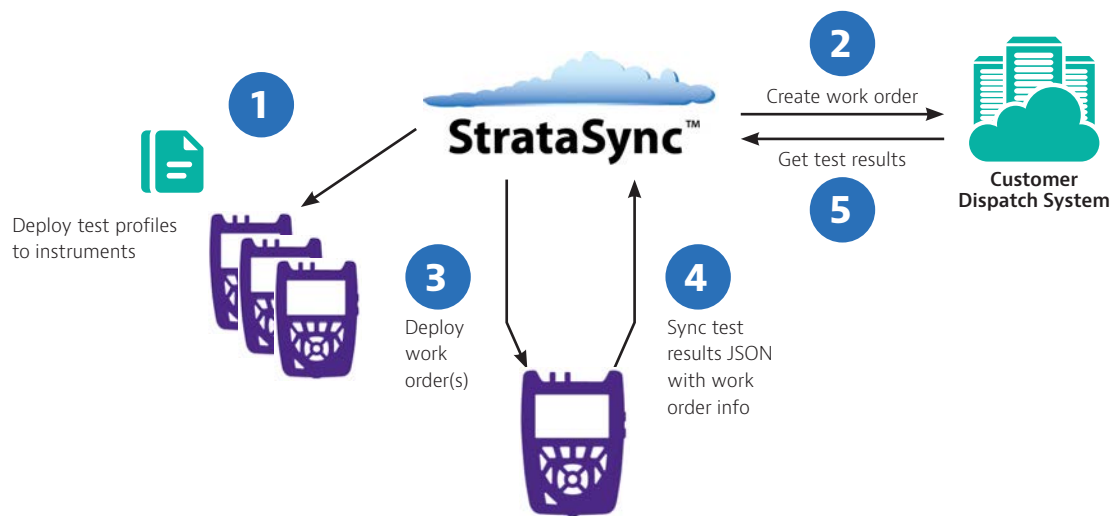 1
Deploy test profiles
to instruments
StrataSync™
2
Create work order
Get test results
5
Customer
Dispatch System
3
Deploy
work
order(s)
4
Sync test
results JSON
with work
order info